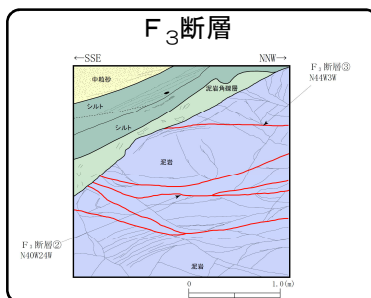 F₃断層
←SSE
NNW→
中粒砂
泥岩角礫層
シルト
シルト
F₃断層③
N44W3W
泥岩
F₃断層②
N40W24W
泥岩
0
1.0(m)